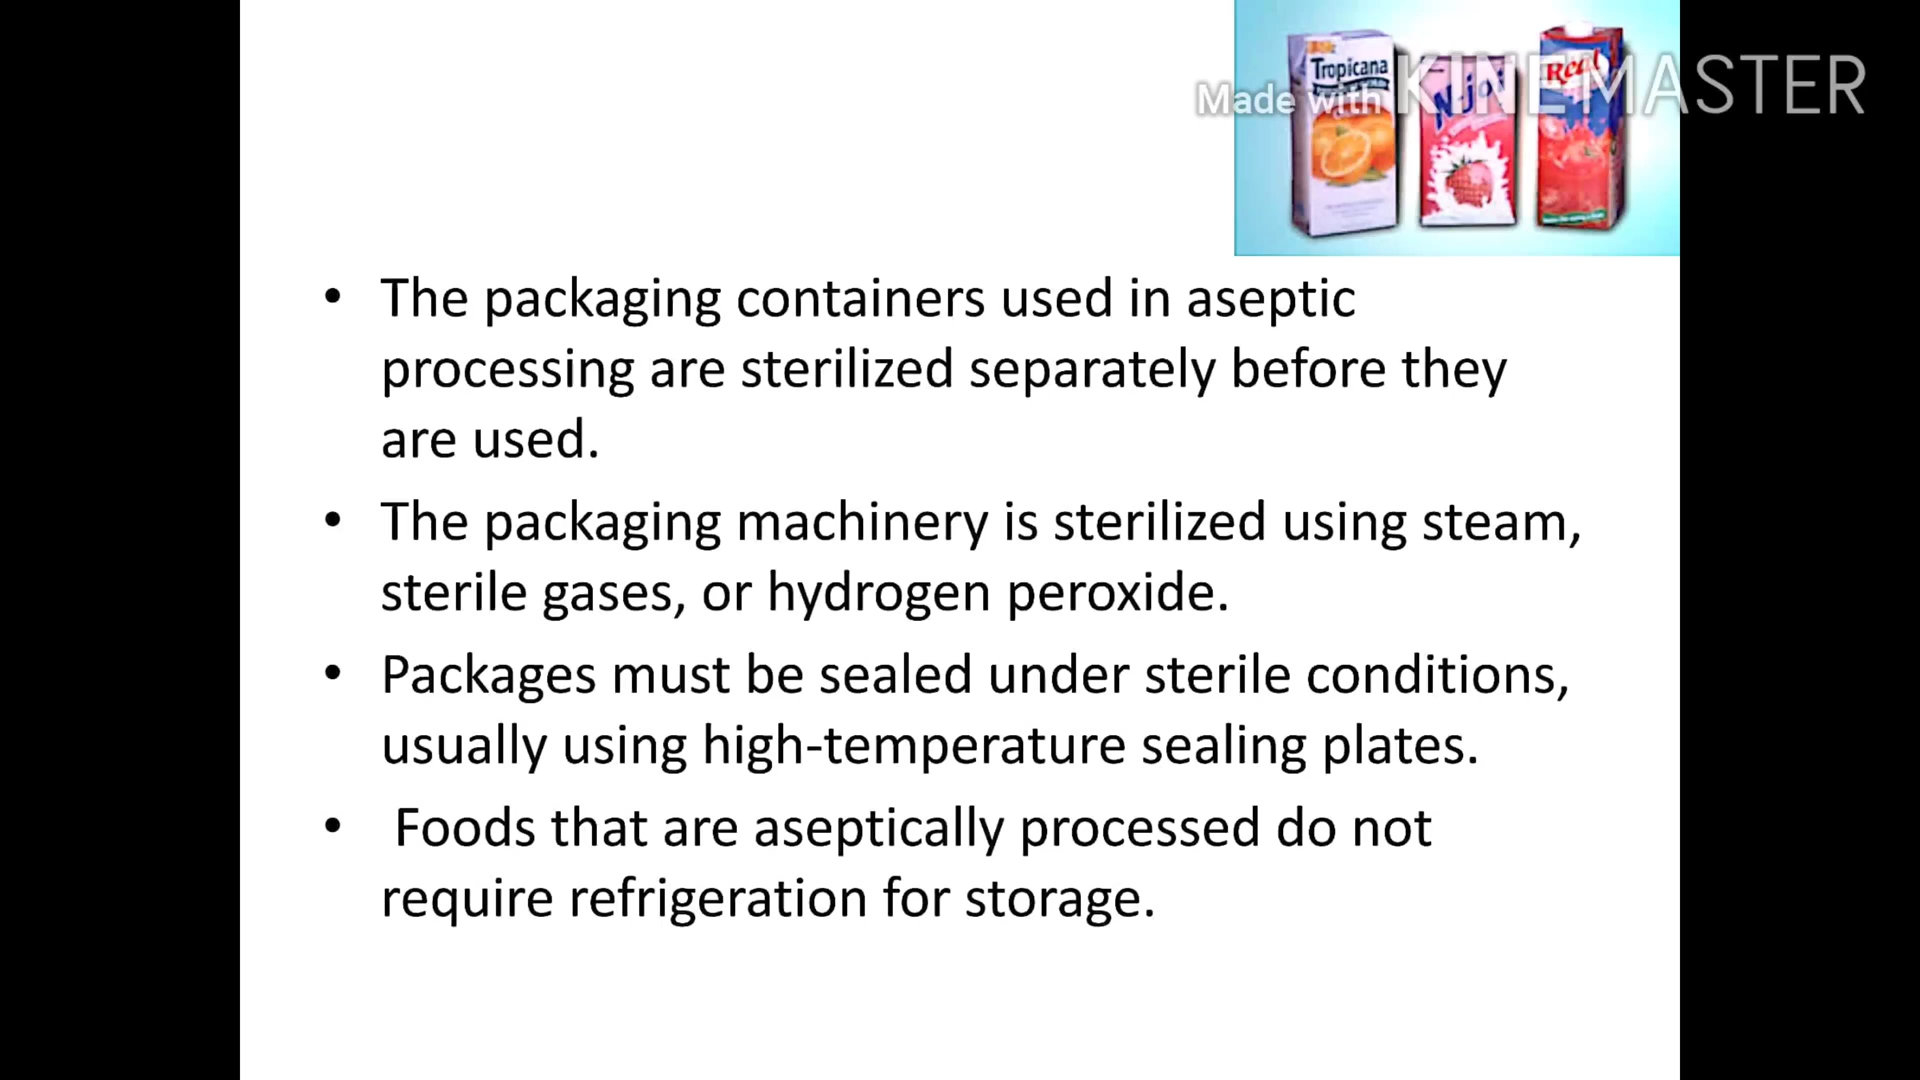 Tropicana
N-joi
Real
Made with KINEMASTER
• The packaging containers used in aseptic
processing are sterilized separately before they
are used.
• The packaging machinery is sterilized using steam,
sterile gases, or hydrogen peroxide.
• Packages must be sealed under sterile conditions,
usually using high-temperature sealing plates.
• Foods that are aseptically processed do not
require refrigeration for storage.